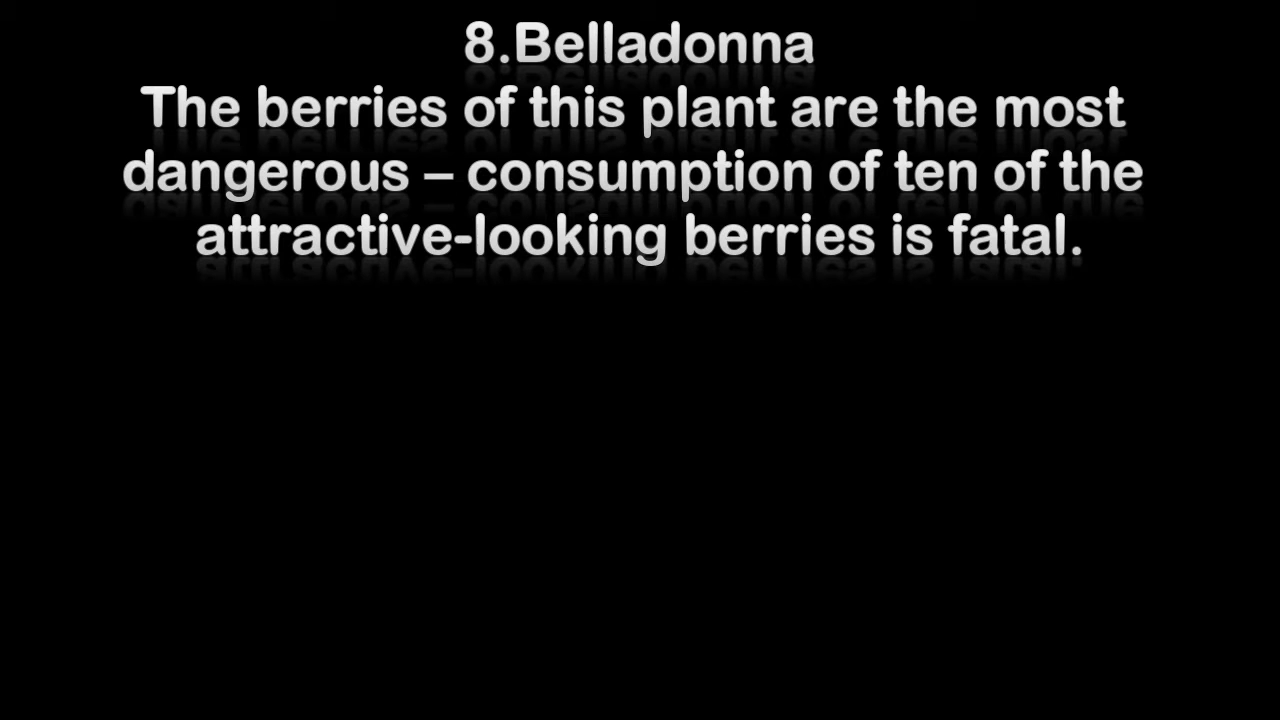 8.Belladonna
The berries of this plant are the most
dangerous – consumption of ten of the
attractive-looking berries is fatal.